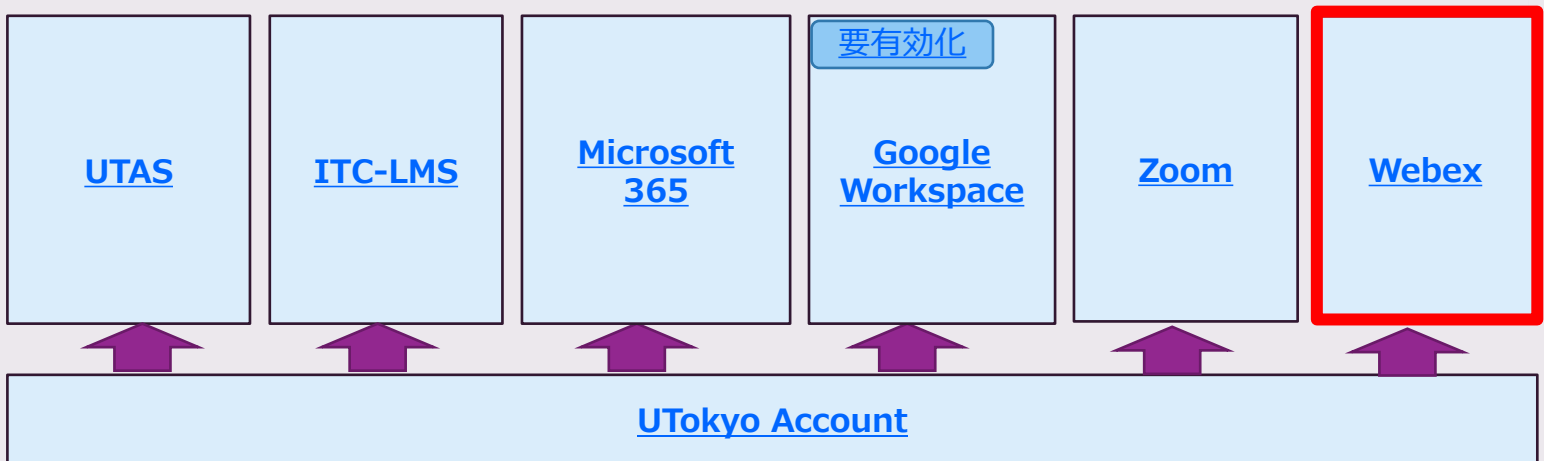 要有効化
UTAS
ITC-LMS
Microsoft
365
Google
Workspace
Zoom
Webex
UTokyo Account